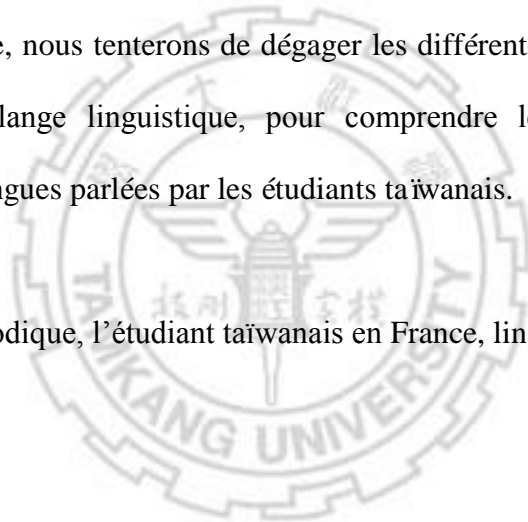 e, nous tenterons de dégager les différent
lange linguistique, pour comprendre l
ngues parlées par les étudiants taïwanais.
odique, l’étudiant taïwanais en France, lin
TAMKANG UNIVERSITY